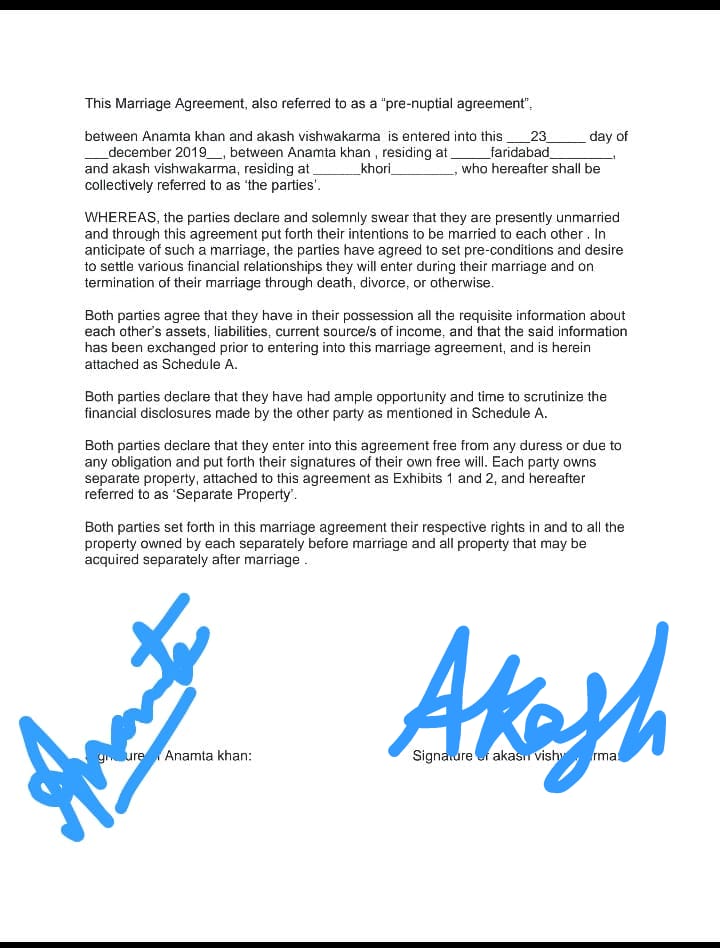 This Marriage Agreement, also referred to as a “pre-nuptial agreement”,
between Anamta khan and akash vishwakarma is entered into this ___23_____ day of
___december 2019__, between Anamta khan , residing at _____faridabad________,
and akash vishwakarma, residing at ______khori________, who hereafter shall be
collectively referred to as ‘the parties’.
WHEREAS, the parties declare and solemnly swear that they are presently unmarried
and through this agreement put forth their intentions to be married to each other . In
anticipate of such a marriage, the parties have agreed to set pre-conditions and desire
to settle various financial relationships they will enter during their marriage and on
termination of their marriage through death, divorce, or otherwise.
Both parties agree that they have in their possession all the requisite information about
each other’s assets, liabilities, current source/s of income, and that the said information
has been exchanged prior to entering into this marriage agreement, and is herein
attached as Schedule A.
Both parties declare that they have had ample opportunity and time to scrutinize the
financial disclosures made by the other party as mentioned in Schedule A.
Both parties declare that they enter into this agreement free from any duress or due to
any obligation and put forth their signatures of their own free will. Each party owns
separate property, attached to this agreement as Exhibits 1 and 2, and hereafter
referred to as ‘Separate Property’.
Both parties set forth in this marriage agreement their respective rights in and to all the
property owned by each separately before marriage and all property that may be
acquired separately after marriage .
Anamta
Akash
Anamta khan:
Signature of akash vishwakarma: